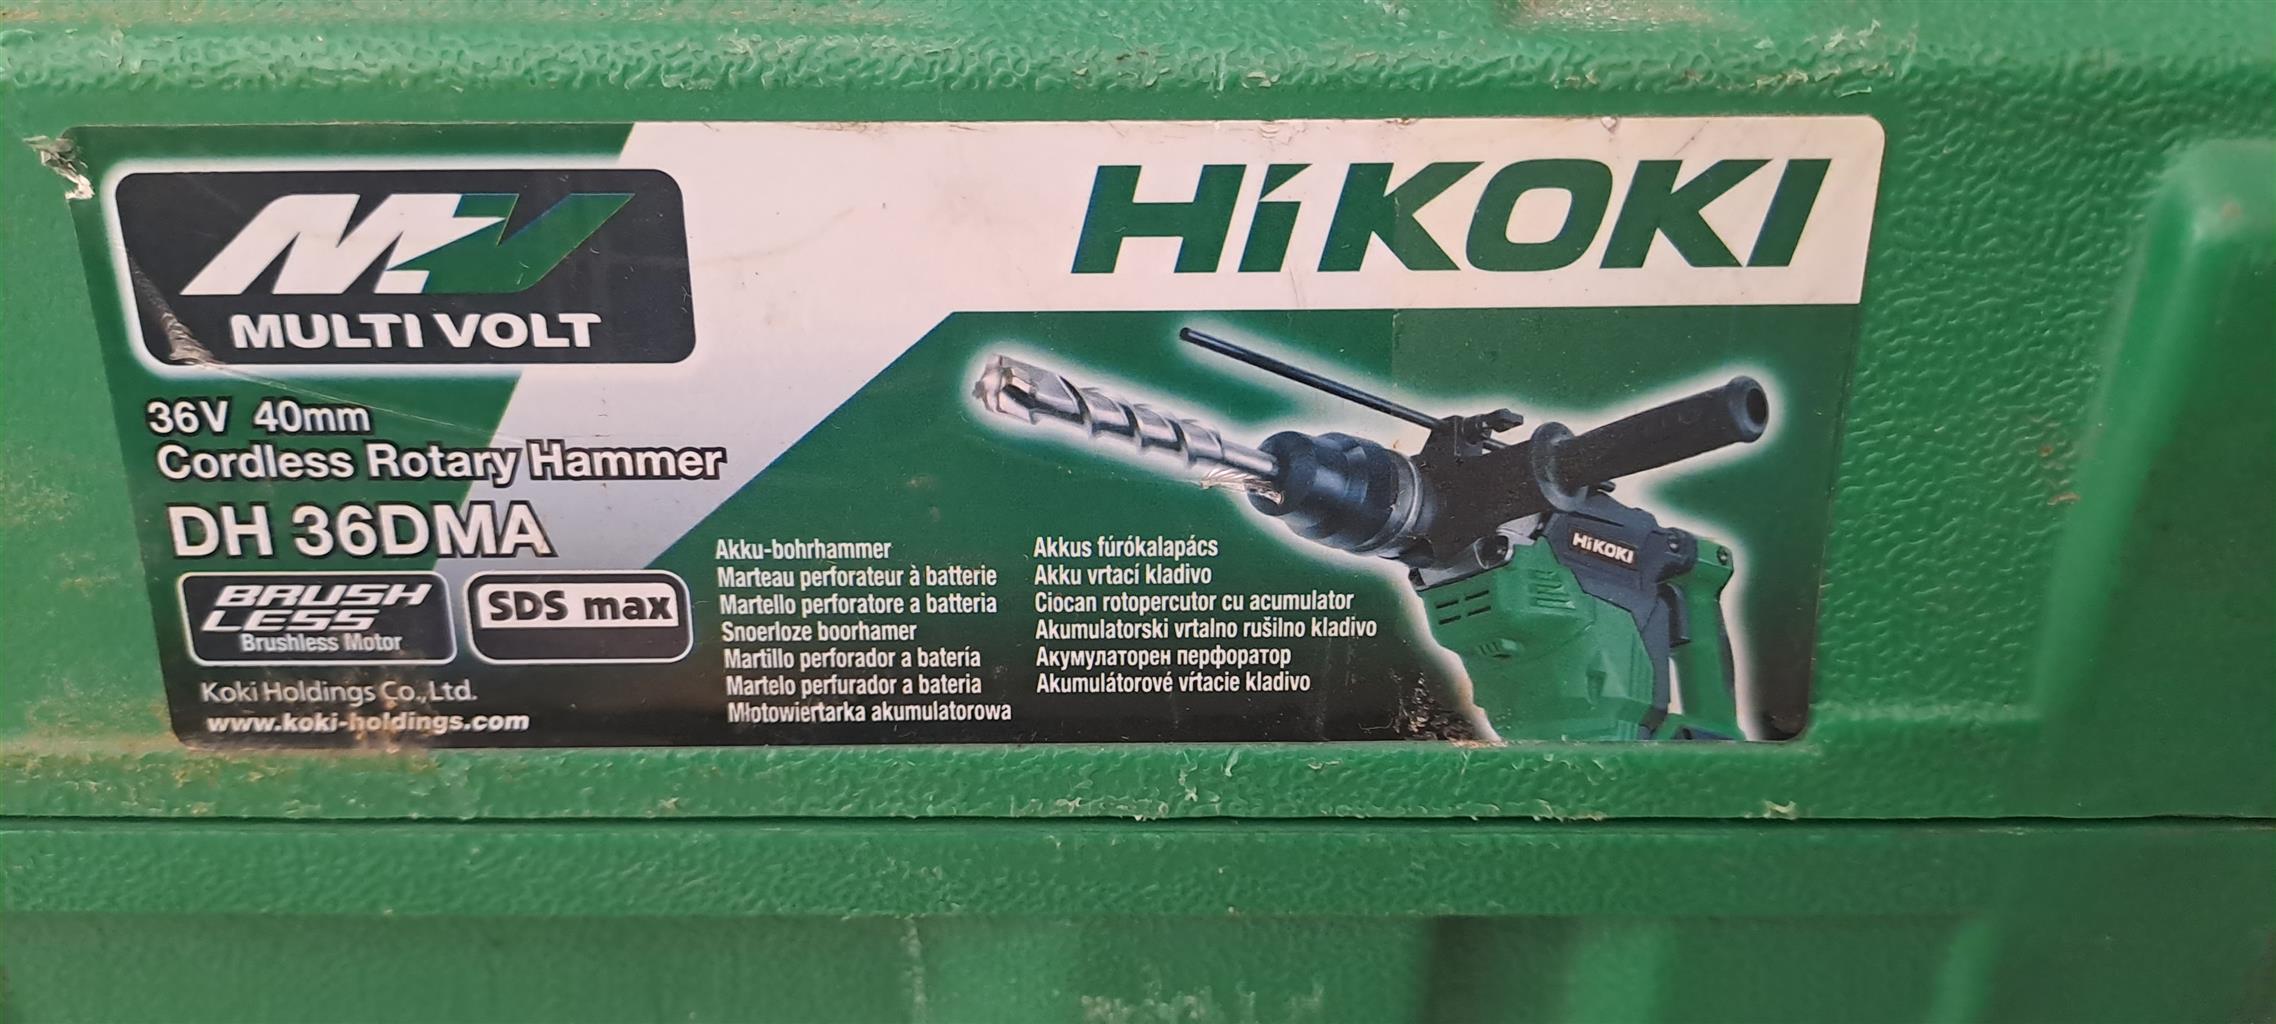 MV
MULTI VOLT
HiKOKI
36V 40mm
Cordless Rotary Hammer
DH 36DMA
BRUSH
LESS
Brushless Motor
SDS max
Koki Holdings Co.,Ltd.
www.koki-holdings.com
Akku-bohrhammer
Marteau perforateur à batterie
Martello perforatore a batteria
Snoerloze boorhamer
Martillo perforador a batería
Martelo perfurador a bateria
Młotowiertarka akumulatorowa
Akkus fúrókalapács
Akku vrtací kladivo
Ciocan rotopercutor cu acumulator
Akumulatorski vrtalno rušilno kladivo
Акумулаторен перфоратор
Akumulátorové vŕtacie kladivo
HiKOKI